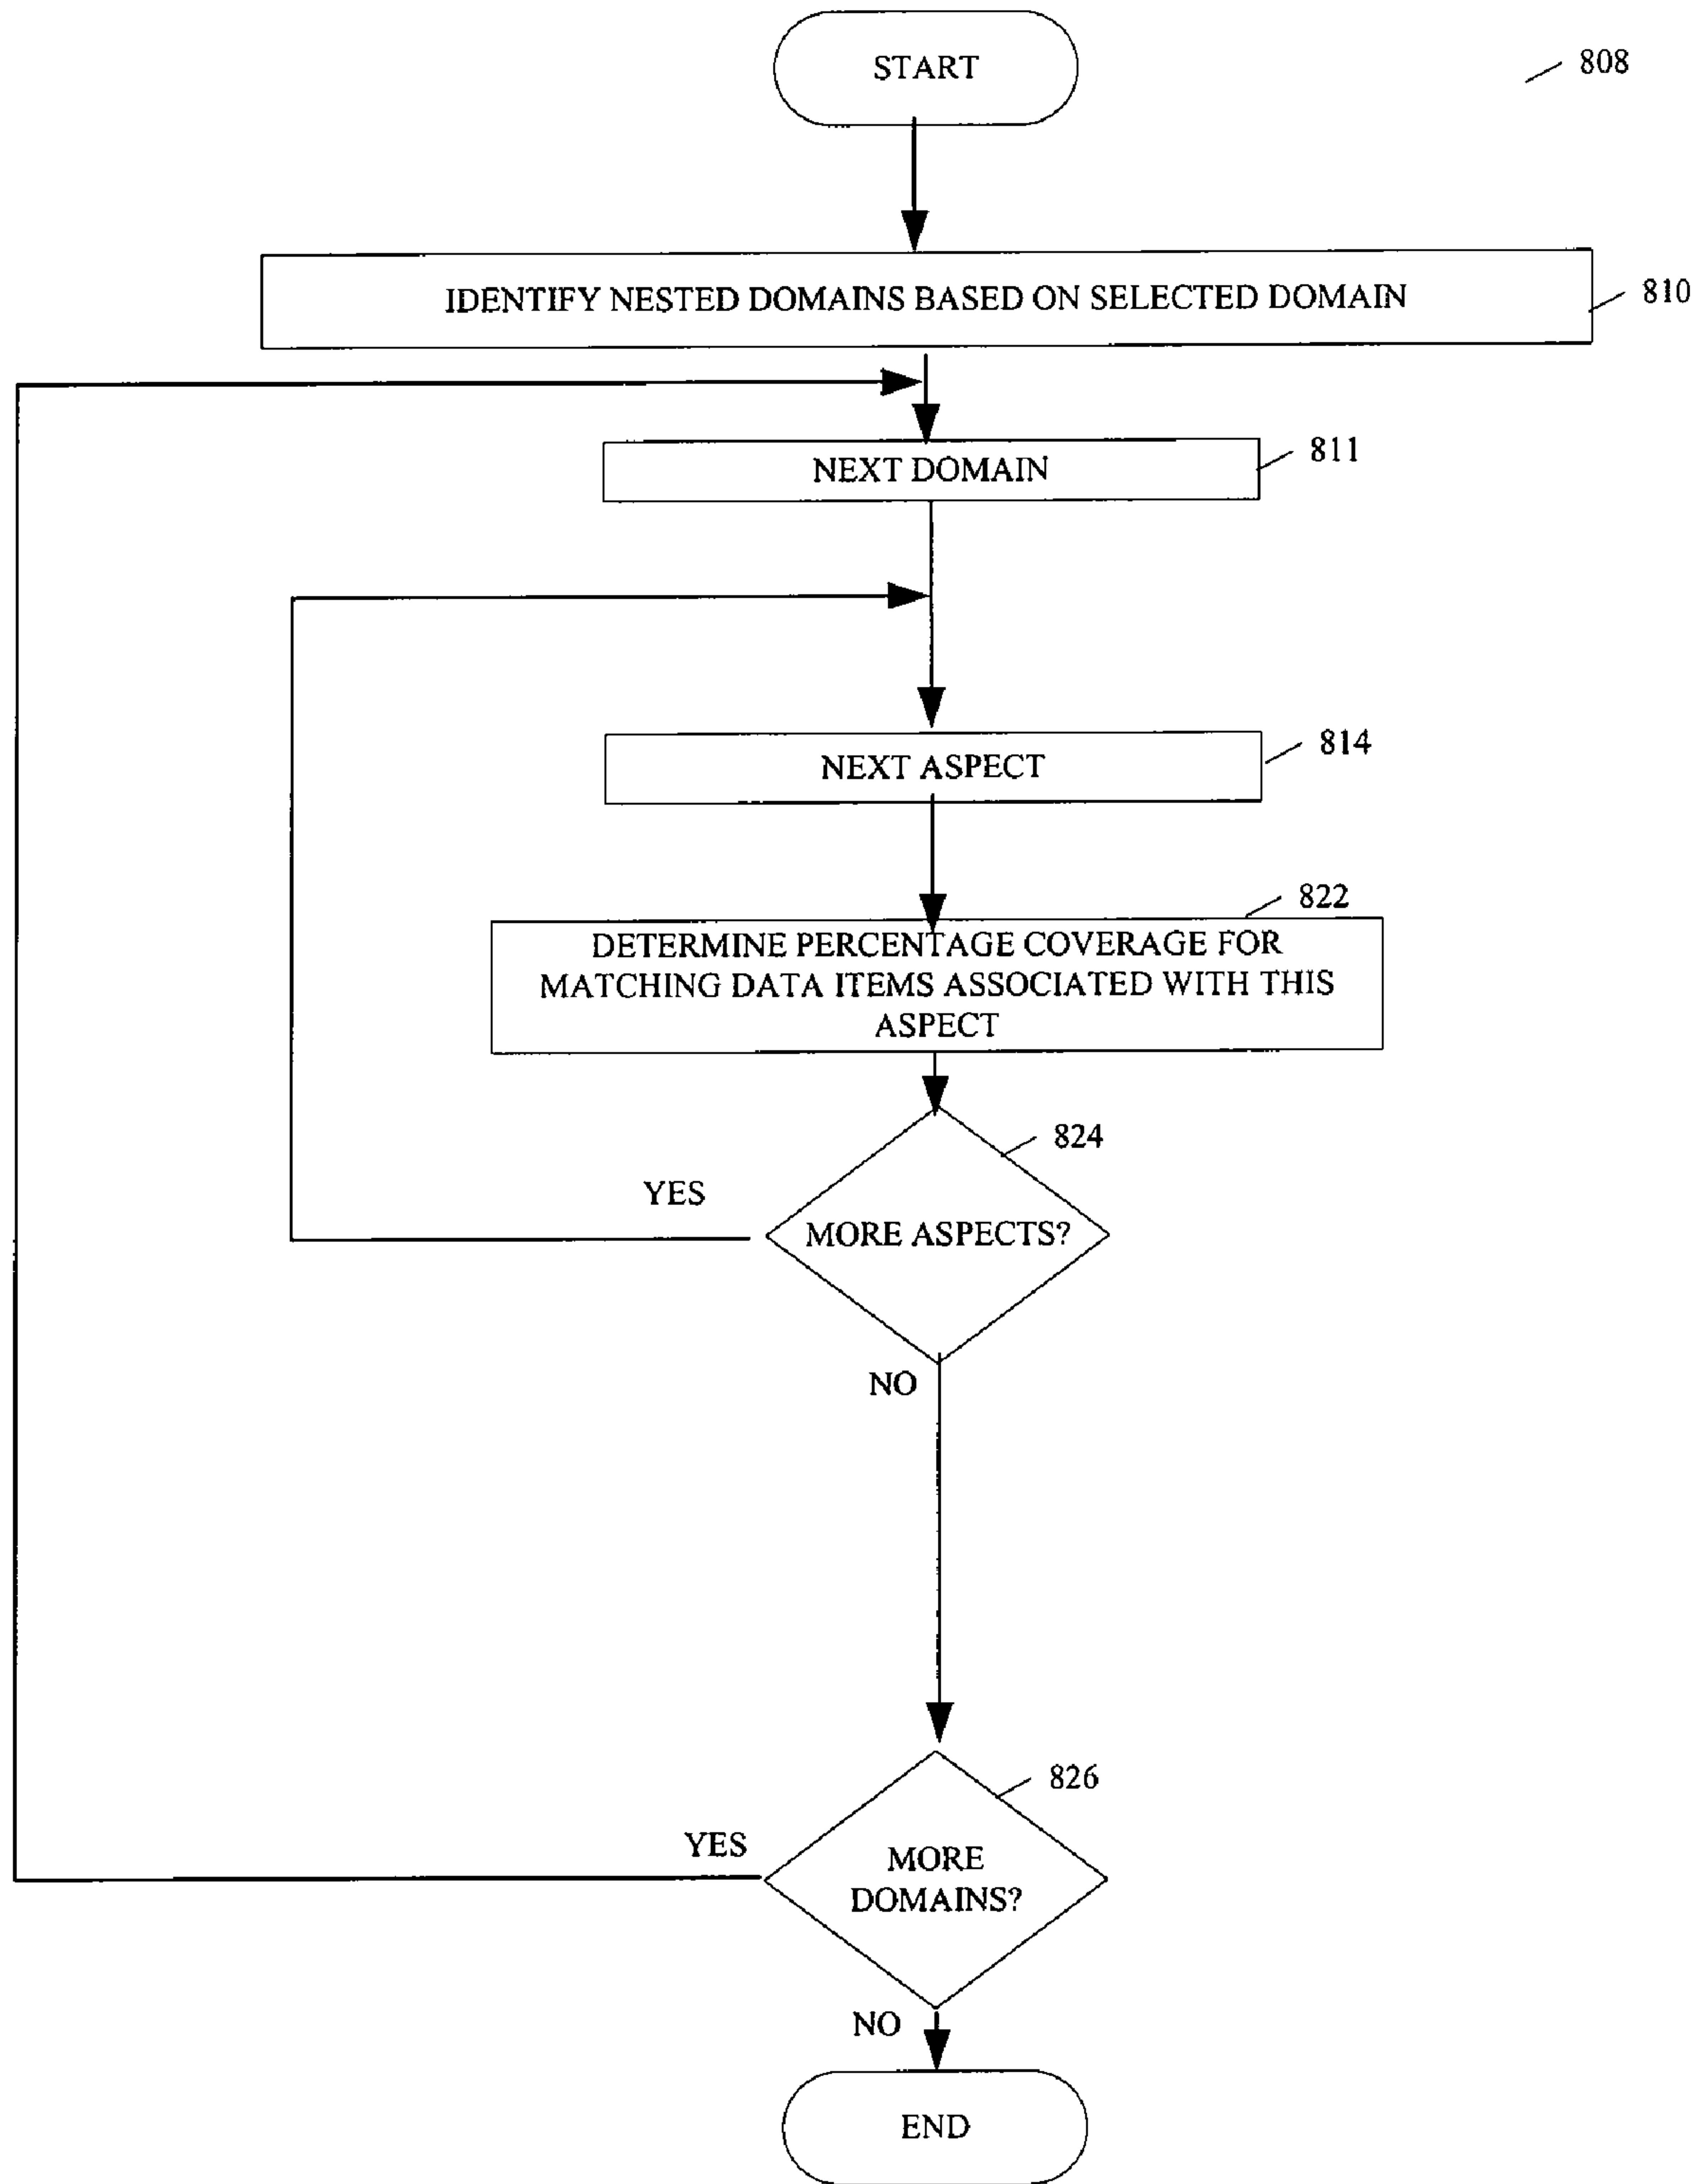 START
808
IDENTIFY NESTED DOMAINS BASED ON SELECTED DOMAIN
810
NEXT DOMAIN
811
NEXT ASPECT
814
822
DETERMINE PERCENTAGE COVERAGE FOR
MATCHING DATA ITEMS ASSOCIATED WITH THIS
ASPECT
824
YES
MORE ASPECTS?
NO
826
YES
MORE
DOMAINS?
NO
END